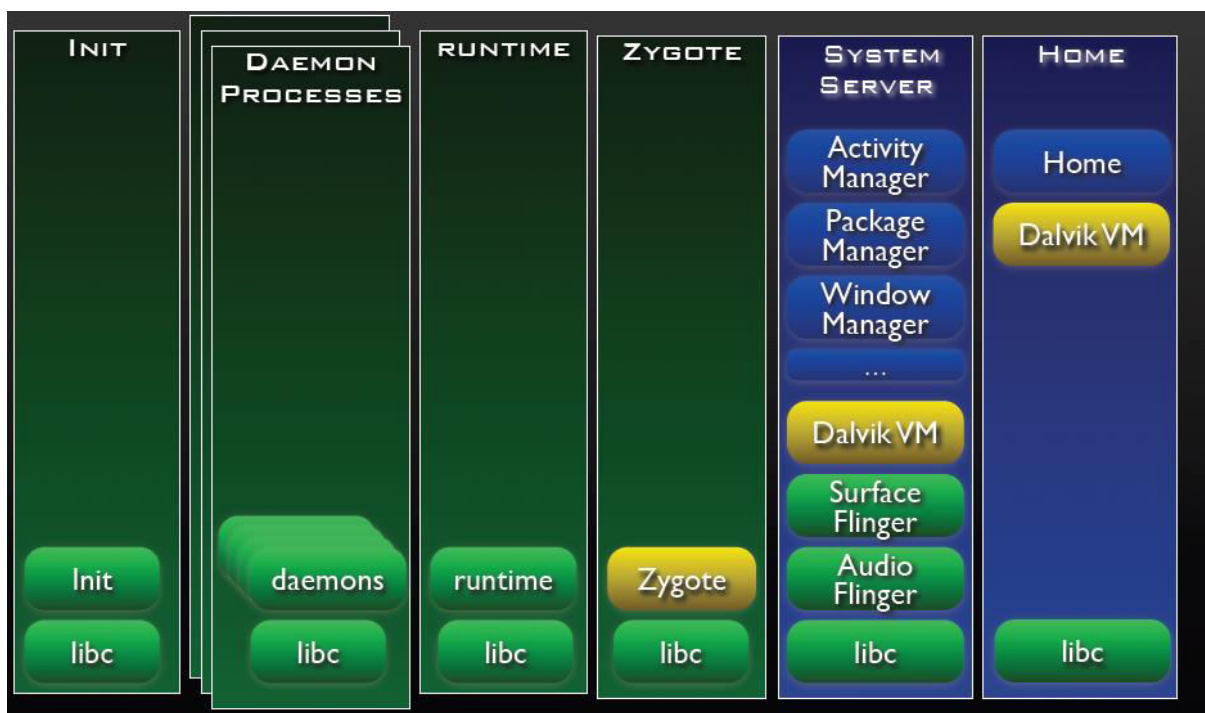 INIT
DAEMON
PROCESSES
RUNTIME
ZYGOTE
SYSTEM
SERVER
HOME
Activity
Manager
Package
Manager
Window
Manager
...
Dalvik VM
Surface
Flinger
Audio
Flinger
libc
Home
Dalvik VM
libc
Init
libc
daemons
libc
runtime
libc
Zygote
libc